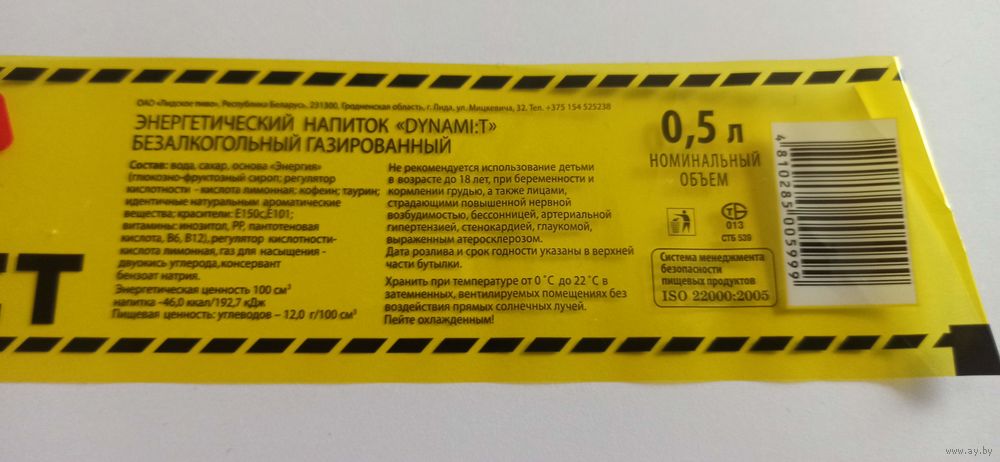 ОАО «Лидское пиво», Республика Беларусь, 231300, Гродненская область, г. Лида, ул. Мицкевича, 32. Тел. +375 154 525238
ЭНЕРГЕТИЧЕСКИЙ НАПИТОК «DYNAMI:T»
БЕЗАЛКОГОЛЬНЫЙ ГАЗИРОВАННЫЙ
Состав: вода, сахар, основа «Энергия»
(глюкозно-фруктозный сироп; регулятор
кислотности - кислота лимонная; кофеин; таурин;
идентичные натуральным ароматические
вещества; красители: Е150с,Е101;
витамины: инозитол, РР, пантотеновая
кислота, В6, В12), регулятор кислотности-
кислота лимонная, газ для насыщения -
двуокись углерода, консервант
бензоат натрия.
Энергетическая ценность 100 см³
напитка -46,0 ккал/192,7 кДж
Пищевая ценность: углеводов – 12,0 г/100 см³
Не рекомендуется использование детьми
в возрасте до 18 лет, при беременности и
кормлении грудью, а также лицами,
страдающими повышенной нервной
возбудимостью, бессонницей, артериальной
гипертензией, стенокардией, глаукомой,
выраженным атеросклерозом.
Дата розлива и срок годности указаны в верхней
части бутылки.
Хранить при температуре от 0 ˚С до 22 ˚С в
затемненных, вентилируемых помещениях без
воздействия прямых солнечных лучей.
Пейте охлажденным!
0,5 л
НОМИНАЛЬНЫЙ
ОБЪЕМ
013
СТБ 539
Система менеджмента
безопасности
пищевых продуктов
ISO 22000:2005
4810285005999
ET
www.ay.by